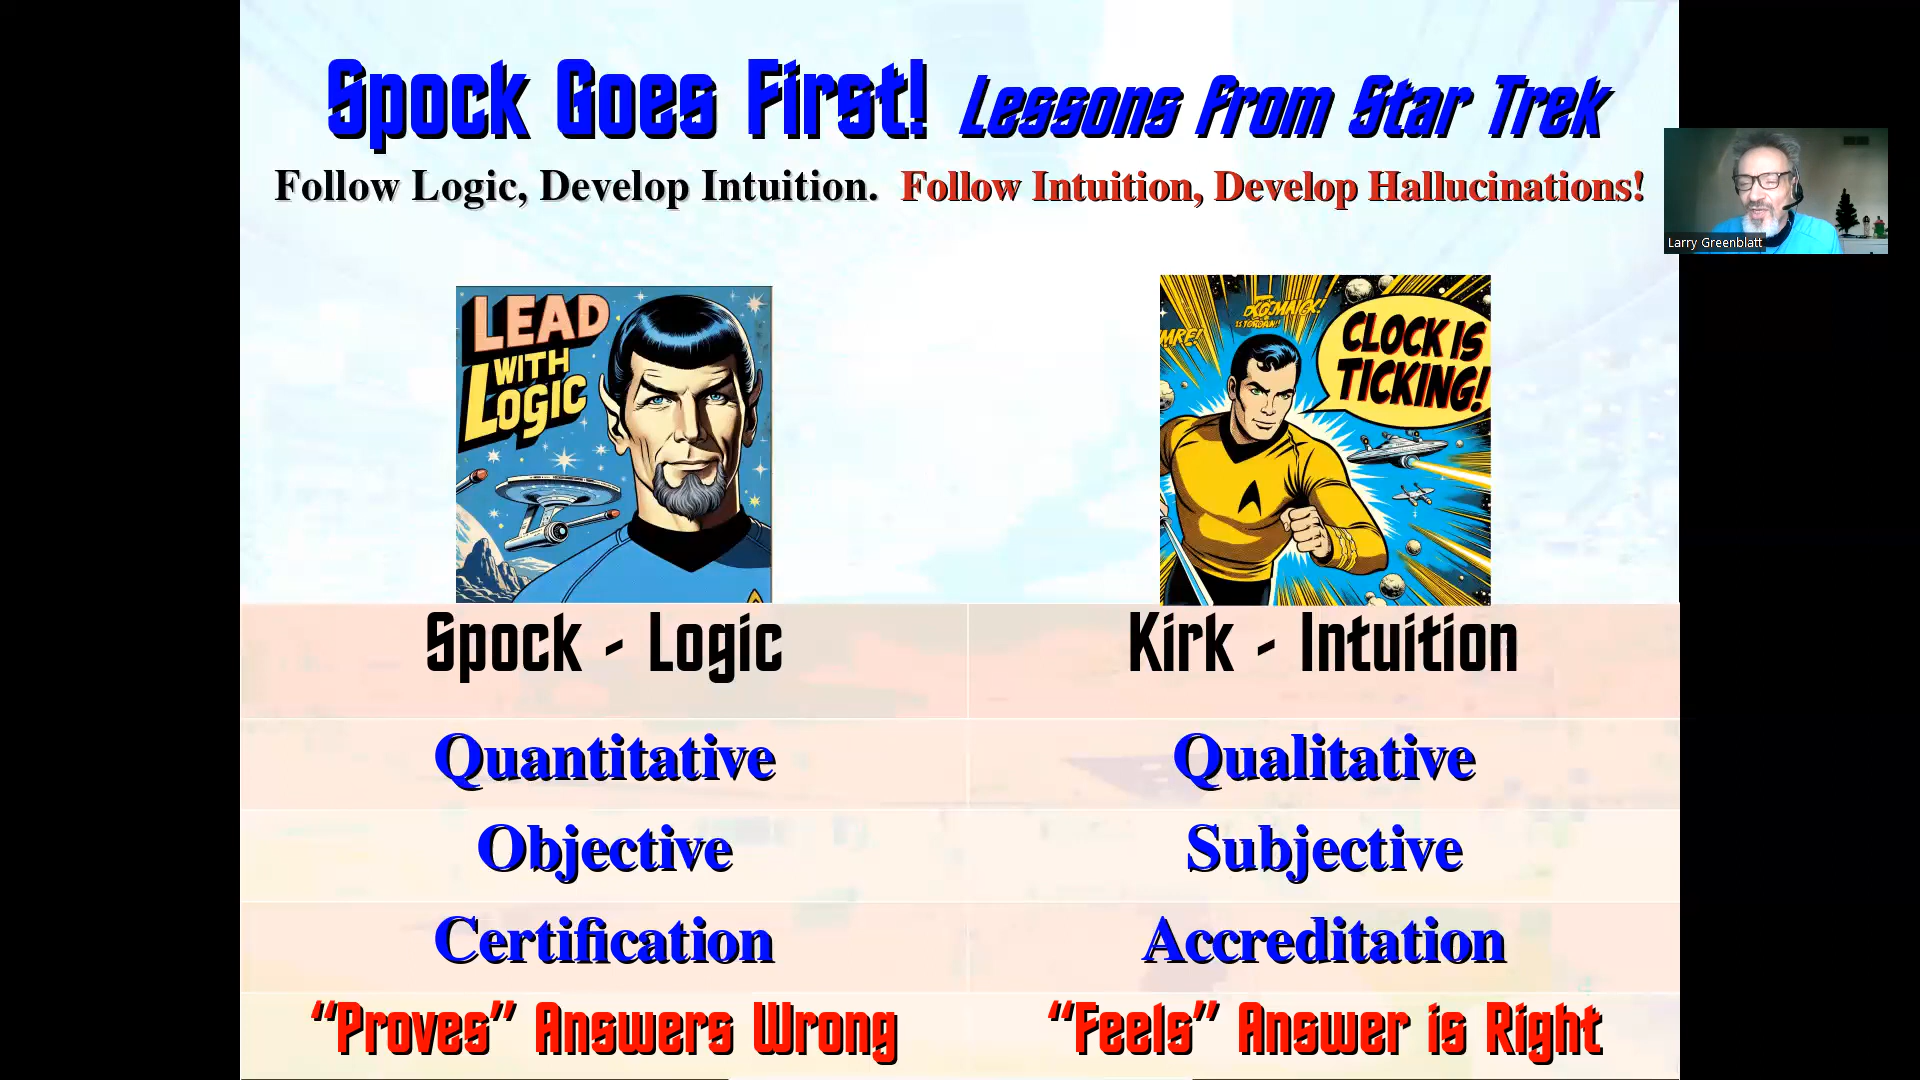 Spock Goes First! Lessons from Star Trek
Follow Logic, Develop Intuition. Follow Intuition, Develop Hallucinations!
Larry Greenblatt
LEAD
WITH
LOGIC
CLOCK IS
TICKING!
Spock - Logic
Kirk - Intuition
Quantitative
Qualitative
Objective
Subjective
Certification
Accreditation
“Proves” Answers Wrong
“Feels” Answer is Right